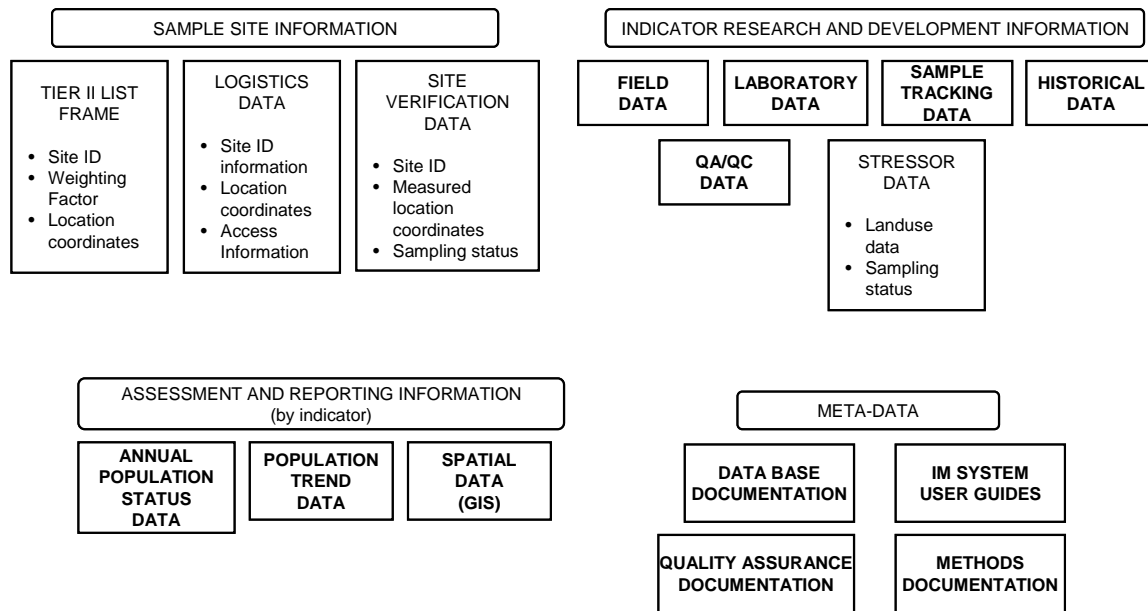 SAMPLE SITE INFORMATION
TIER II LIST
FRAME
• Site ID
• Weighting
Factor
• Location
coordinates
LOGISTICS
DATA
• Site ID
information
• Location
coordinates
• Access
Information
SITE
VERIFICATION
DATA
• Site ID
• Measured
location
coordinates
• Sampling status
INDICATOR RESEARCH AND DEVELOPMENT INFORMATION
FIELD
DATA
LABORATORY
DATA
SAMPLE
TRACKING
DATA
HISTORICAL
DATA
QA/QC
DATA
STRESSOR
DATA
• Landuse
data
• Sampling
status
ASSESSMENT AND REPORTING INFORMATION
(by indicator)
ANNUAL
POPULATION
STATUS
DATA
POPULATION
TREND
DATA
SPATIAL
DATA
(GIS)
META-DATA
DATA BASE
DOCUMENTATION
IM SYSTEM
USER GUIDES
QUALITY ASSURANCE
DOCUMENTATION
METHODS
DOCUMENTATION